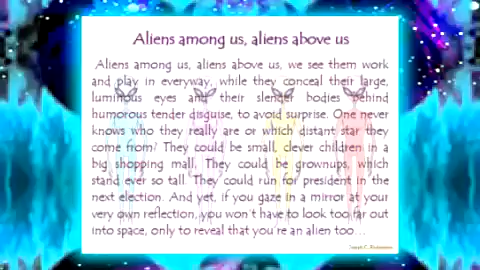 Aliens among us, aliens above us
Aliens among us, aliens above us, we see them work
and play in everyway, while they conceal their large,
luminous eyes and their slender bodies behind
humorous tender disguise, to avoid surprise. One never
knows who they really are or which distant star they
come from? They could be small, clever children in a
big shopping mall. They could be grownups, which
stand ever so tall. They could run for president in the
next election. And yet, if you gaze in a mirror at your
very own reflection, you won't have to look too far out
into space, only to reveal that you're an alien too...
Joseph C.